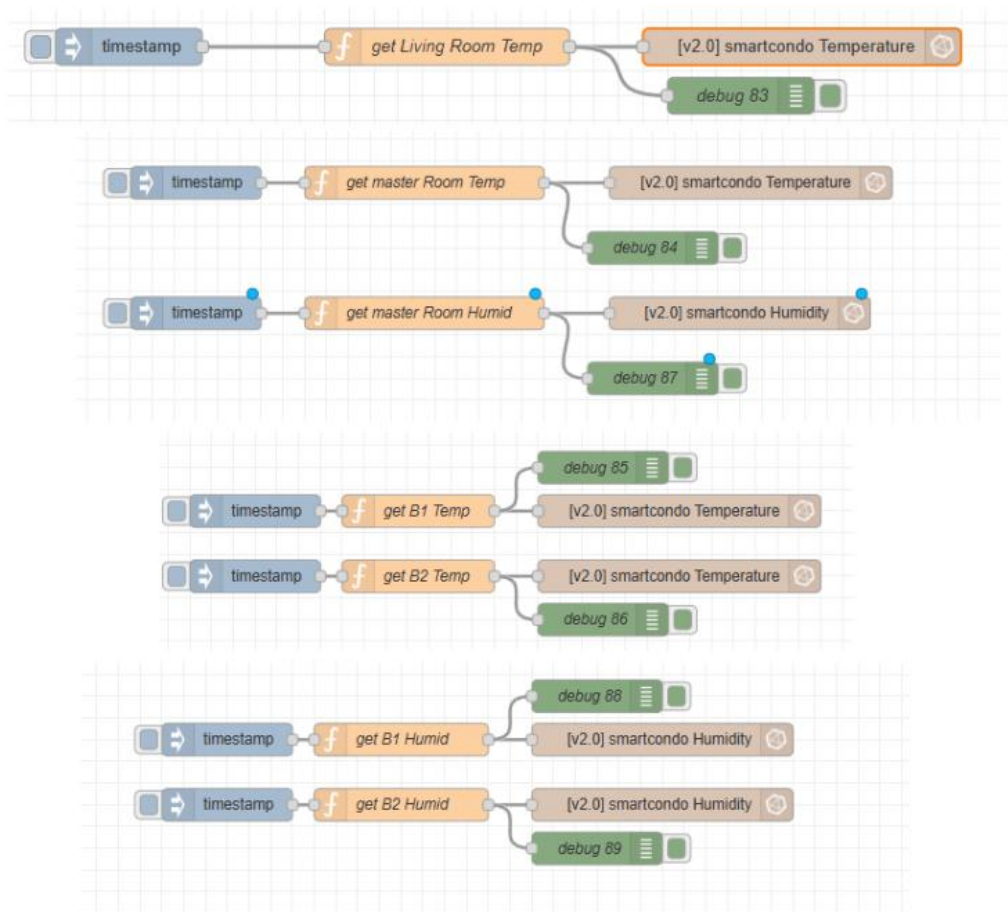 timestamp get Living Room Temp [v2.0] smartcondo Temperature
debug 83
timestamp get master Room Temp [v2.0] smartcondo Temperature
debug 84
timestamp get master Room Humid [v2.0] smartcondo Humidity
debug 87
debug 85
timestamp get B1 Temp [v2.0] smartcondo Temperature
timestamp get B2 Temp [v2.0] smartcondo Temperature
debug 86
debug 88
timestamp get B1 Humid [v2.0] smartcondo Humidity
timestamp get B2 Humid [v2.0] smartcondo Humidity
debug 89